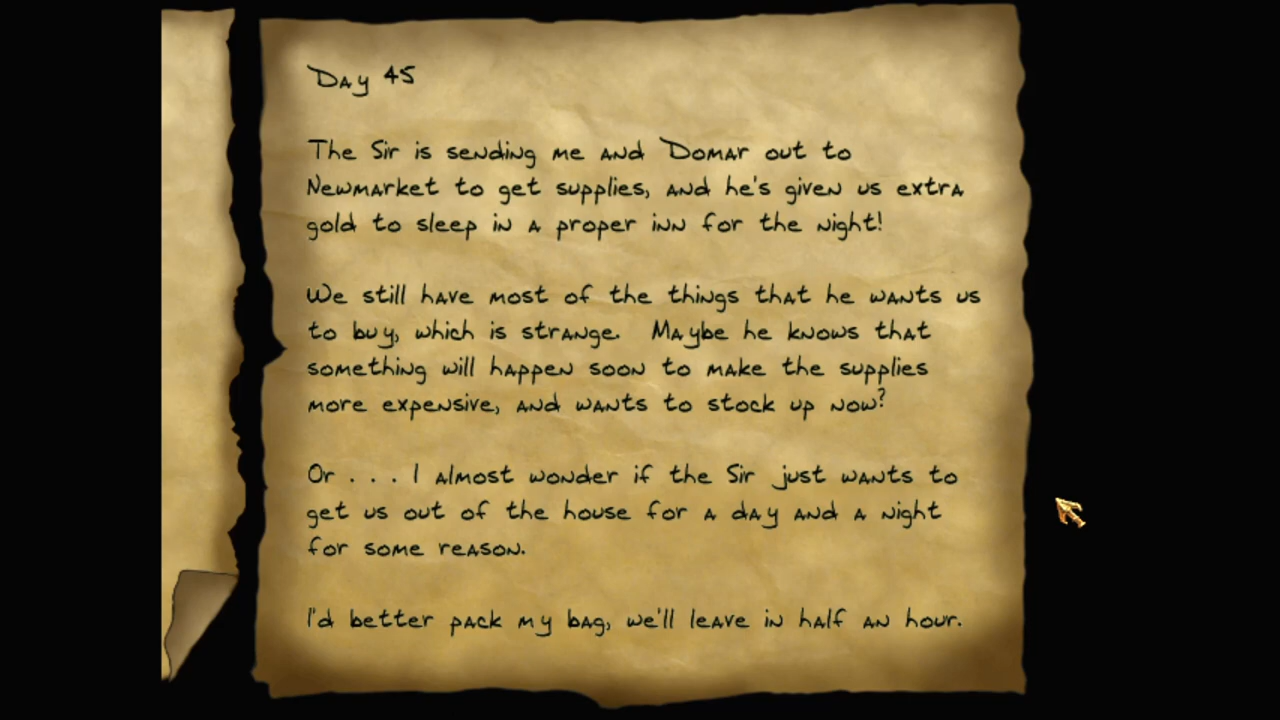 Day 45
The Sir is sending me and Domar out to
Newmarket to get supplies, and he's given us extra
gold to sleep in a proper inn for the night!
We still have most of the things that he wants us
to buy, which is strange. Maybe he knows that
something will happen soon to make the supplies
more expensive, and wants to stock up now?
Or . . . I almost wonder if the Sir just wants to
get us out of the house for a day and a night
for some reason.
I'd better pack my bag, we'll leave in half an hour.